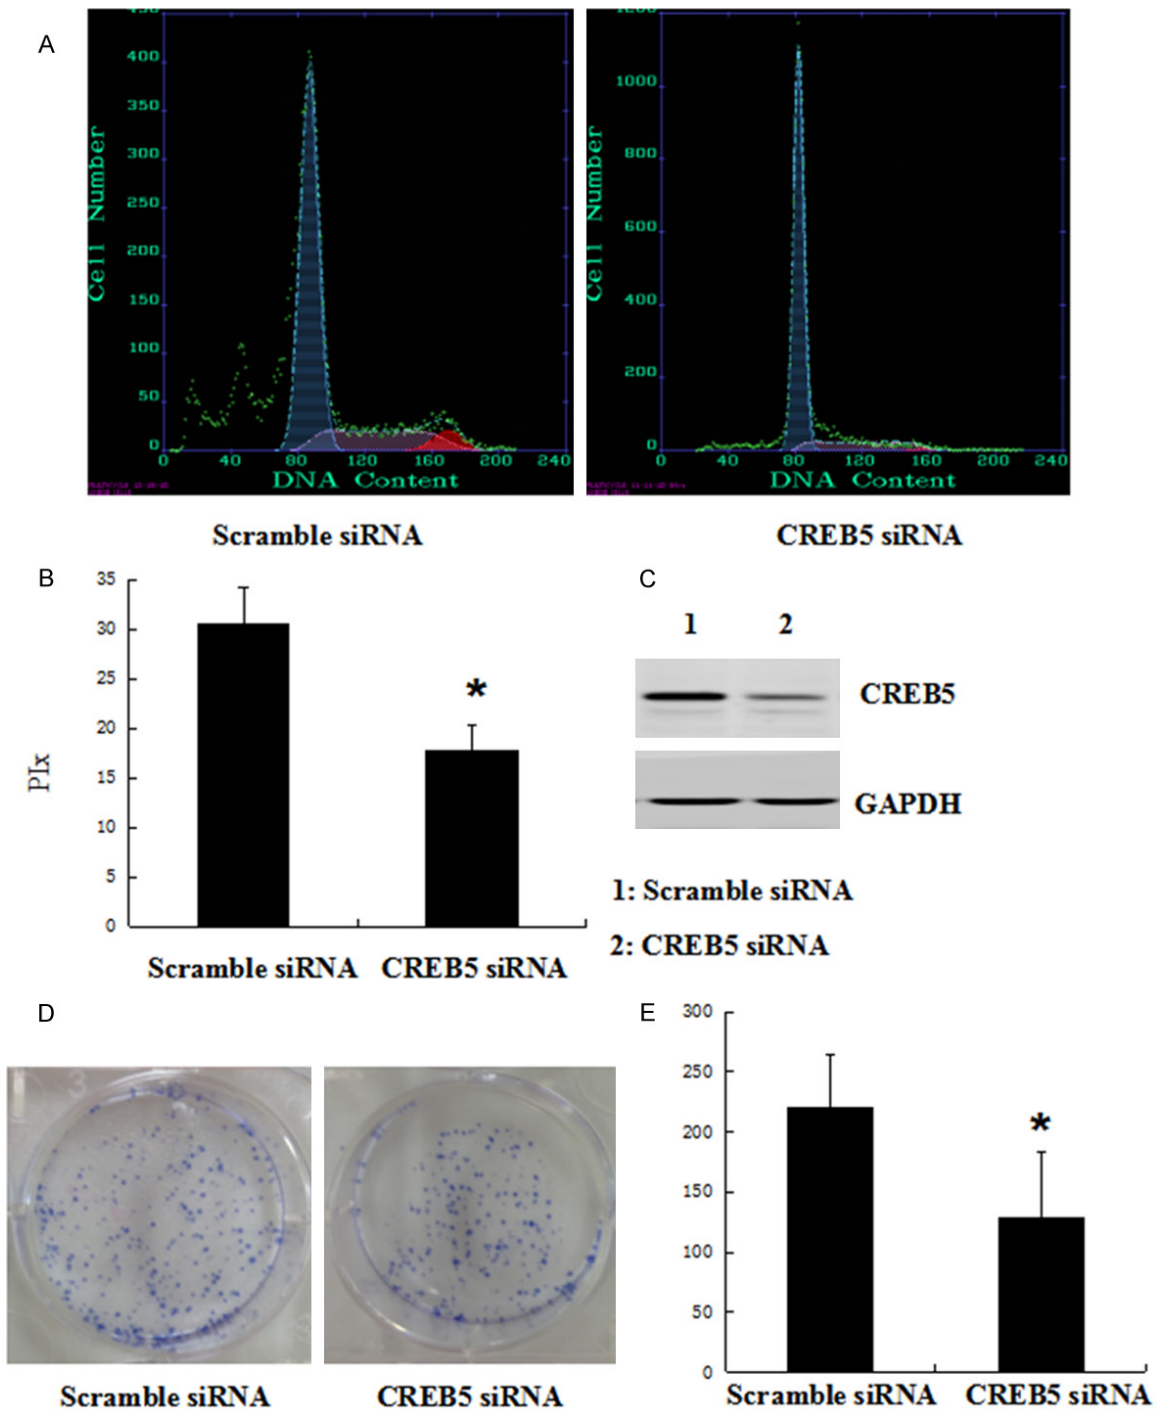 A
450
400
350
300
250
200
150
100
50
0
Cell Number
0 40 80 120 160 200 240
DNA Content
Scramble siRNA
1200
1000
800
600
400
200
0
Cell Number
0 40 80 120 160 200 240
DNA Content
CREB5 siRNA
B
35
30
25
20
15
10
5
0
PIx
*
Scramble siRNA CREB5 siRNA
C
1 2
CREB5
GAPDH
1: Scramble siRNA
2: CREB5 siRNA
D
Scramble siRNA CREB5 siRNA
E
300
250
200
150
100
50
0
*
Scramble siRNA CREB5 siRNA